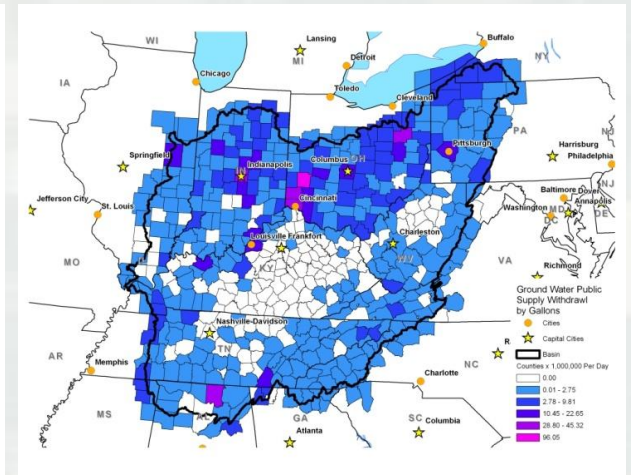 WI
Lansing
MI
Buffalo
NY
Detroit
IA
Chicago
Toledo
Cleveland
PA
NJ
Pittsburgh
Harrisburg
Philadelphia
Springfield
Indianapolis
IN
Columbus
OH
NJ
Baltimore
Dover
Jefferson City
St. Louis
Cincinnati
Washington
MD
Annapolis
DE
Louisville
Frankfort
Charleston
WV
MO
KY
VA
Richmond
Ground Water Public
Supply Withdrawl
by Gallons
Cities
Capital Cities
Basin
Counties x 1,000,000 Per Day
0.00
0.01 - 2.75
2.78 - 9.81
10.45 - 22.65
28.80 - 45.32
96.05
Nashville-Davidson
TN
R
AR
Memphis
Charlotte
NC
MS
AL
GA
SC
Columbia
Atlanta